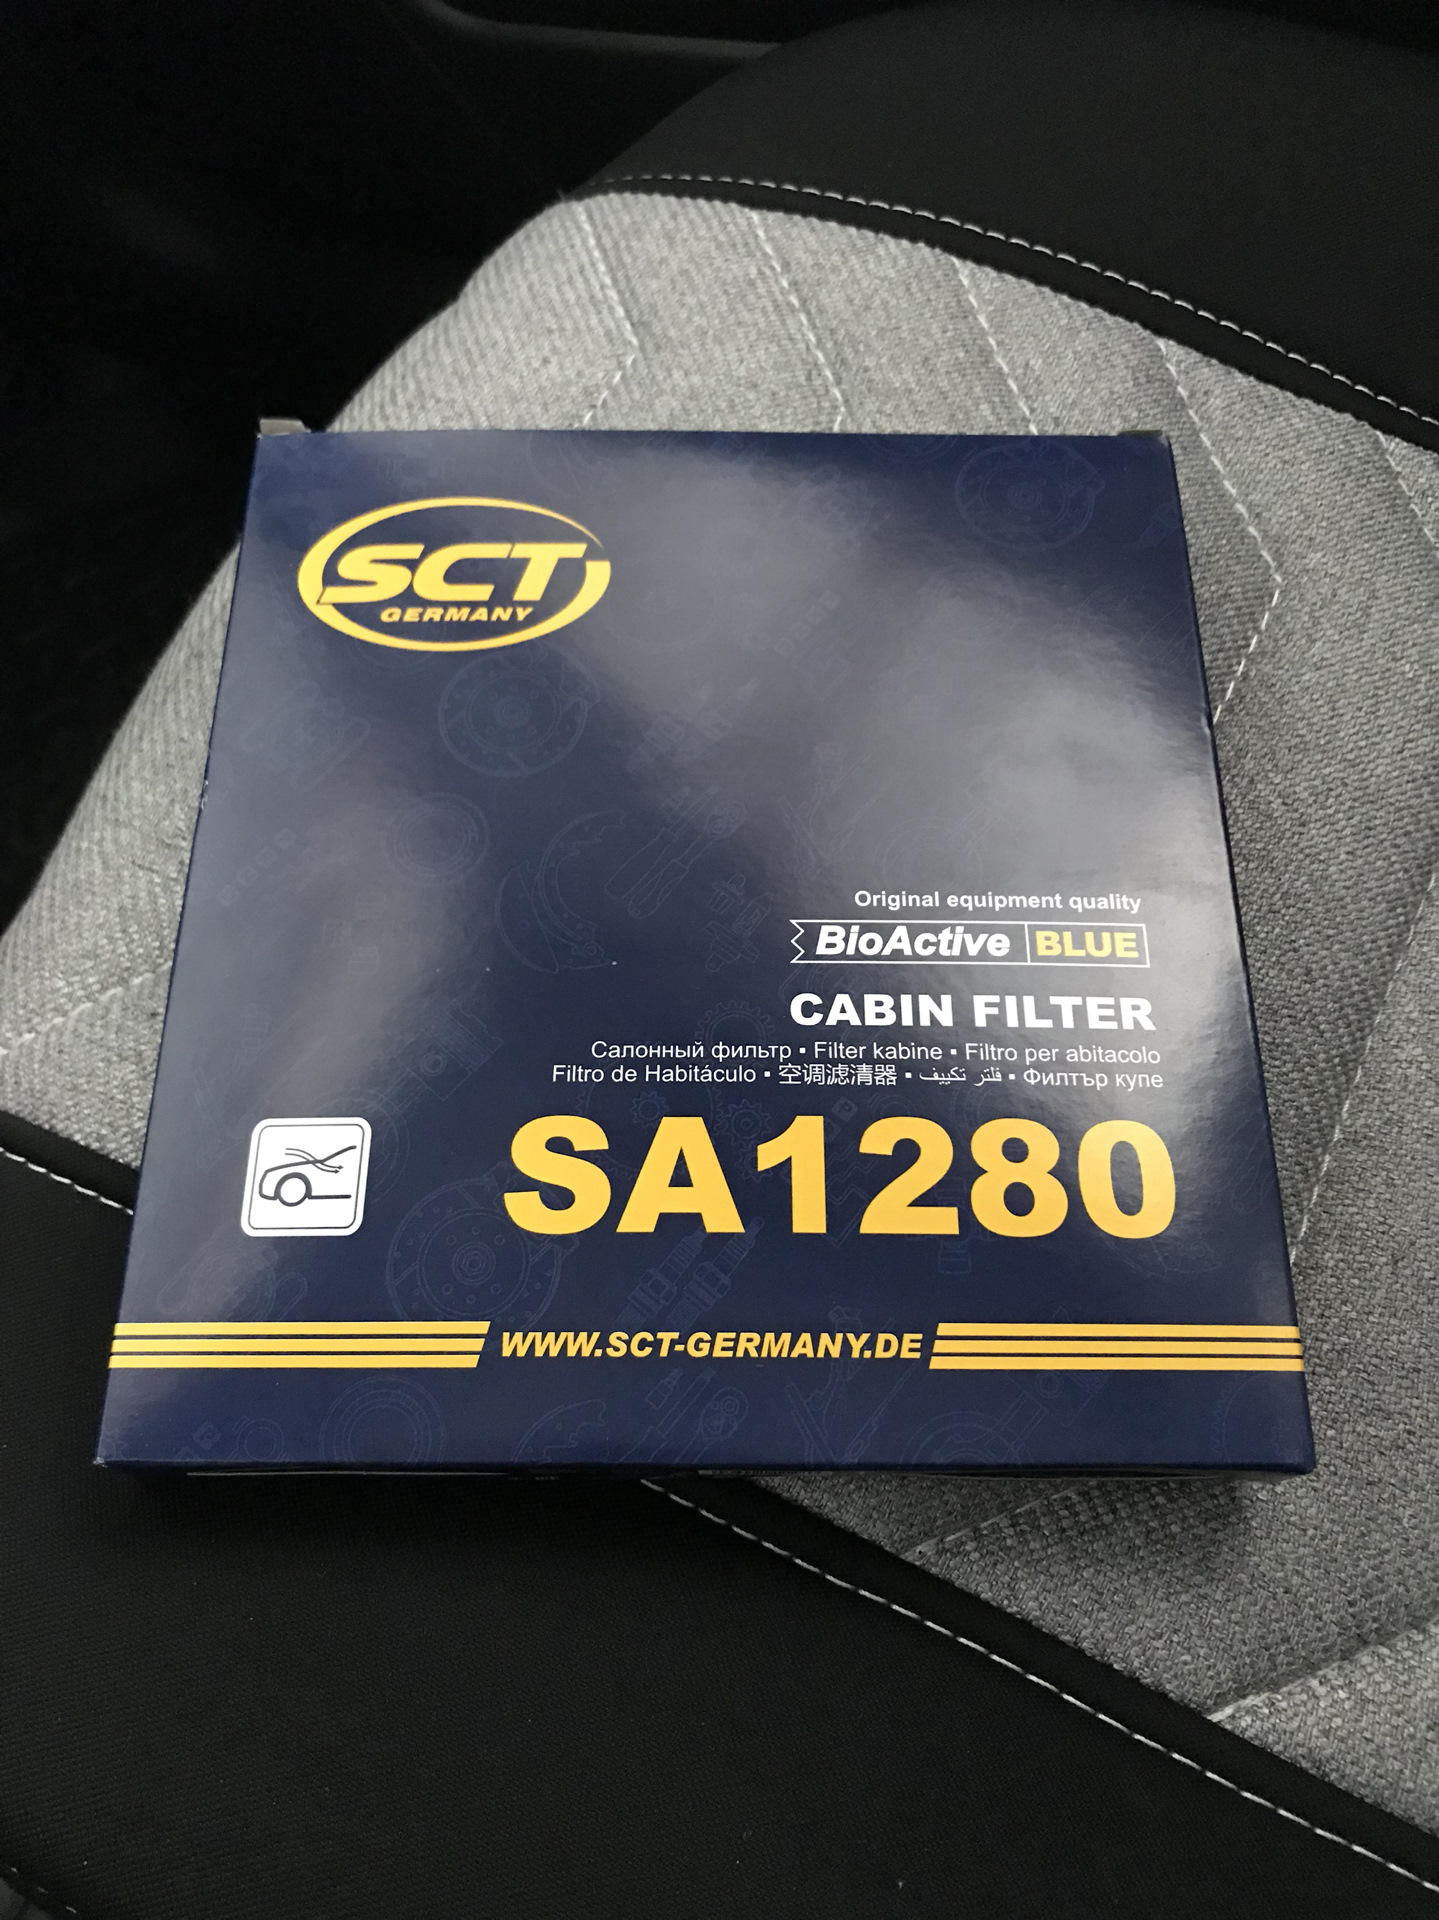 SCT
GERMANY
Original equipment quality
BioActive BLUE
CABIN FILTER
Салонный фильтр ▪ Filter kabine ▪ Filtro per abitacolo
Filtro de Habitáculo ▪ 空调滤清器 ▪ فلتر تكييف ▪ Филтър купе
SA1280
WWW.SCT-GERMANY.DE